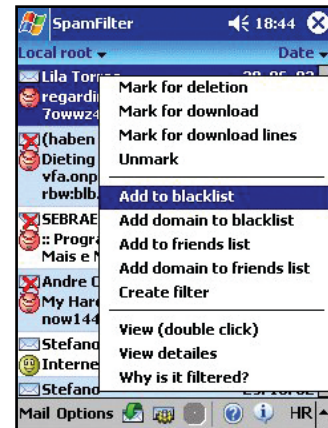 SpamFilter 18:44
Local root Date
Lila
regardi
7owwz4
Mark for deletion
Mark for download
Mark for download lines
Unmark
Add to blacklist
Add domain to blacklist
Add to friends list
Add domain to friends list
Create filter
View (double click)
View detailes
Why is it filtered?
(haben
Dieting
vfa.onp
rbw:blb.
SEBRAE
:: Progra
Mais e
Andre
My Hard
now144
Stefano
Interne
Stefano
Mail Options HR